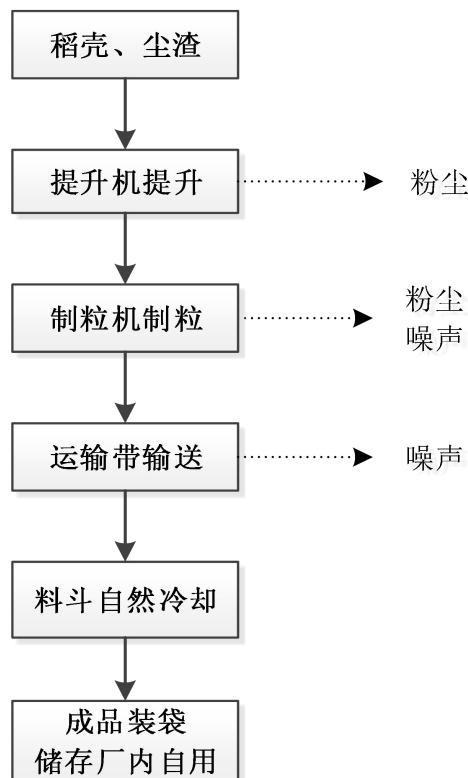 稻壳、尘渣
提升机提升
粉尘
制粒机制粒
粉尘
噪声
运输带输送
噪声
料斗自然冷却
成品装袋
储存厂内自用